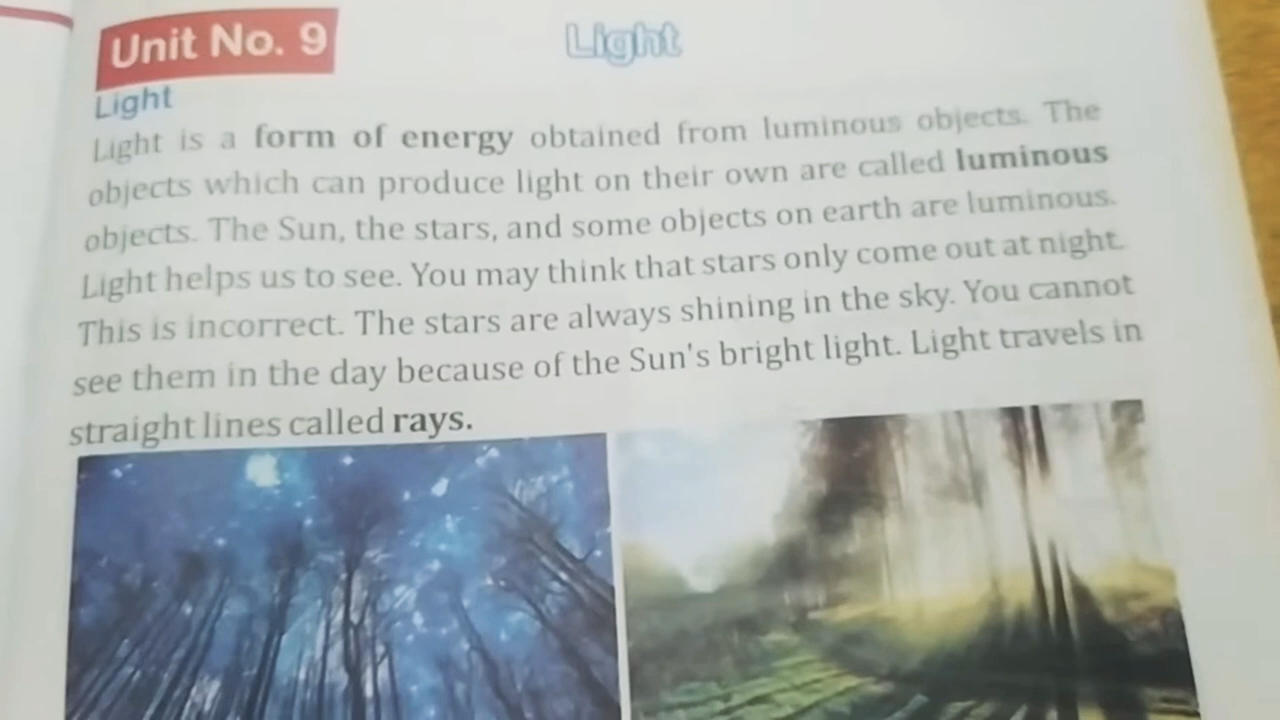 Unit No. 9
Light
Light
Light is a form of energy obtained from luminous objects. The
objects which can produce light on their own are called luminous
objects. The Sun, the stars, and some objects on earth are luminous.
Light helps us to see. You may think that stars only come out at night.
This is incorrect. The stars are always shining in the sky. You cannot
see them in the day because of the Sun's bright light. Light travels in
straight lines called rays.